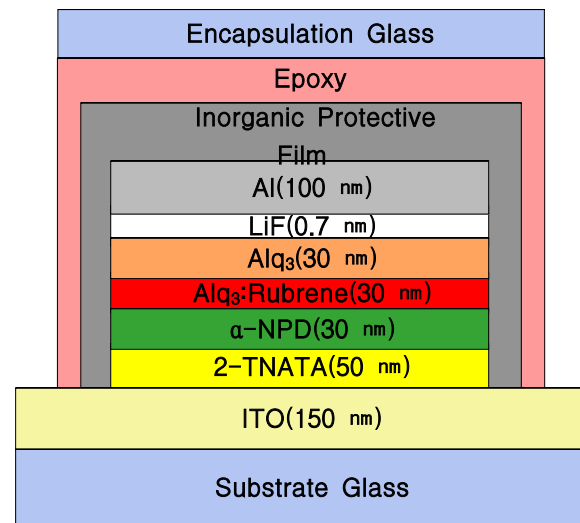 Encapsulation Glass
Epoxy
Inorganic Protective
Film
Al(100 nm)
LiF(0.7 nm)
Alq₃(30 nm)
Alq₃:Rubrene(30 nm)
α-NPD(30 nm)
2-TNATA(50 nm)
ITO(150 nm)
Substrate Glass